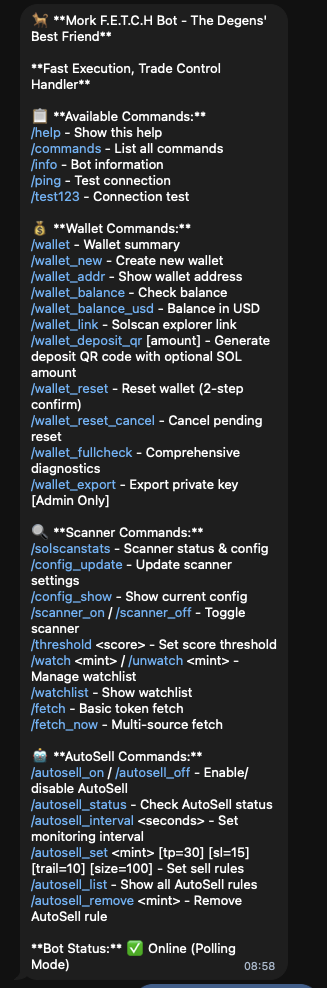 🐕 **Mork F.E.T.C.H Bot - The Degens'
Best Friend**
**Fast Execution, Trade Control
Handler**
📋 **Available Commands:**
/help - Show this help
/commands - List all commands
/info - Bot information
/ping - Test connection
/test123 - Connection test
💰 **Wallet Commands:**
/wallet - Wallet summary
/wallet_new - Create new wallet
/wallet_addr - Show wallet address
/wallet_balance - Check balance
/wallet_balance_usd - Balance in USD
/wallet_link - Solscan explorer link
/wallet_deposit_qr [amount] - Generate
deposit QR code with optional SOL
amount
/wallet_reset - Reset wallet (2-step
confirm)
/wallet_reset_cancel - Cancel pending
reset
/wallet_fullcheck - Comprehensive
diagnostics
/wallet_export - Export private key
[Admin Only]
🔍 **Scanner Commands:**
/solscanstats - Scanner status & config
/config_update - Update scanner
settings
/config_show - Show current config
/scanner_on / /scanner_off - Toggle
scanner
/threshold <score> - Set score threshold
/watch <mint> / /unwatch <mint> -
Manage watchlist
/watchlist - Show watchlist
/fetch - Basic token fetch
/fetch_now - Multi-source fetch
🤖 **AutoSell Commands:**
/autosell_on / /autosell_off - Enable/
disable AutoSell
/autosell_status - Check AutoSell status
/autosell_interval <seconds> - Set
monitoring interval
/autosell_set <mint> [tp=30] [sl=15]
[trail=10] [size=100] - Set sell rules
/autosell_list - Show all AutoSell rules
/autosell_remove <mint> - Remove
AutoSell rule
**Bot Status:** ✅ Online (Polling
Mode)
08:58